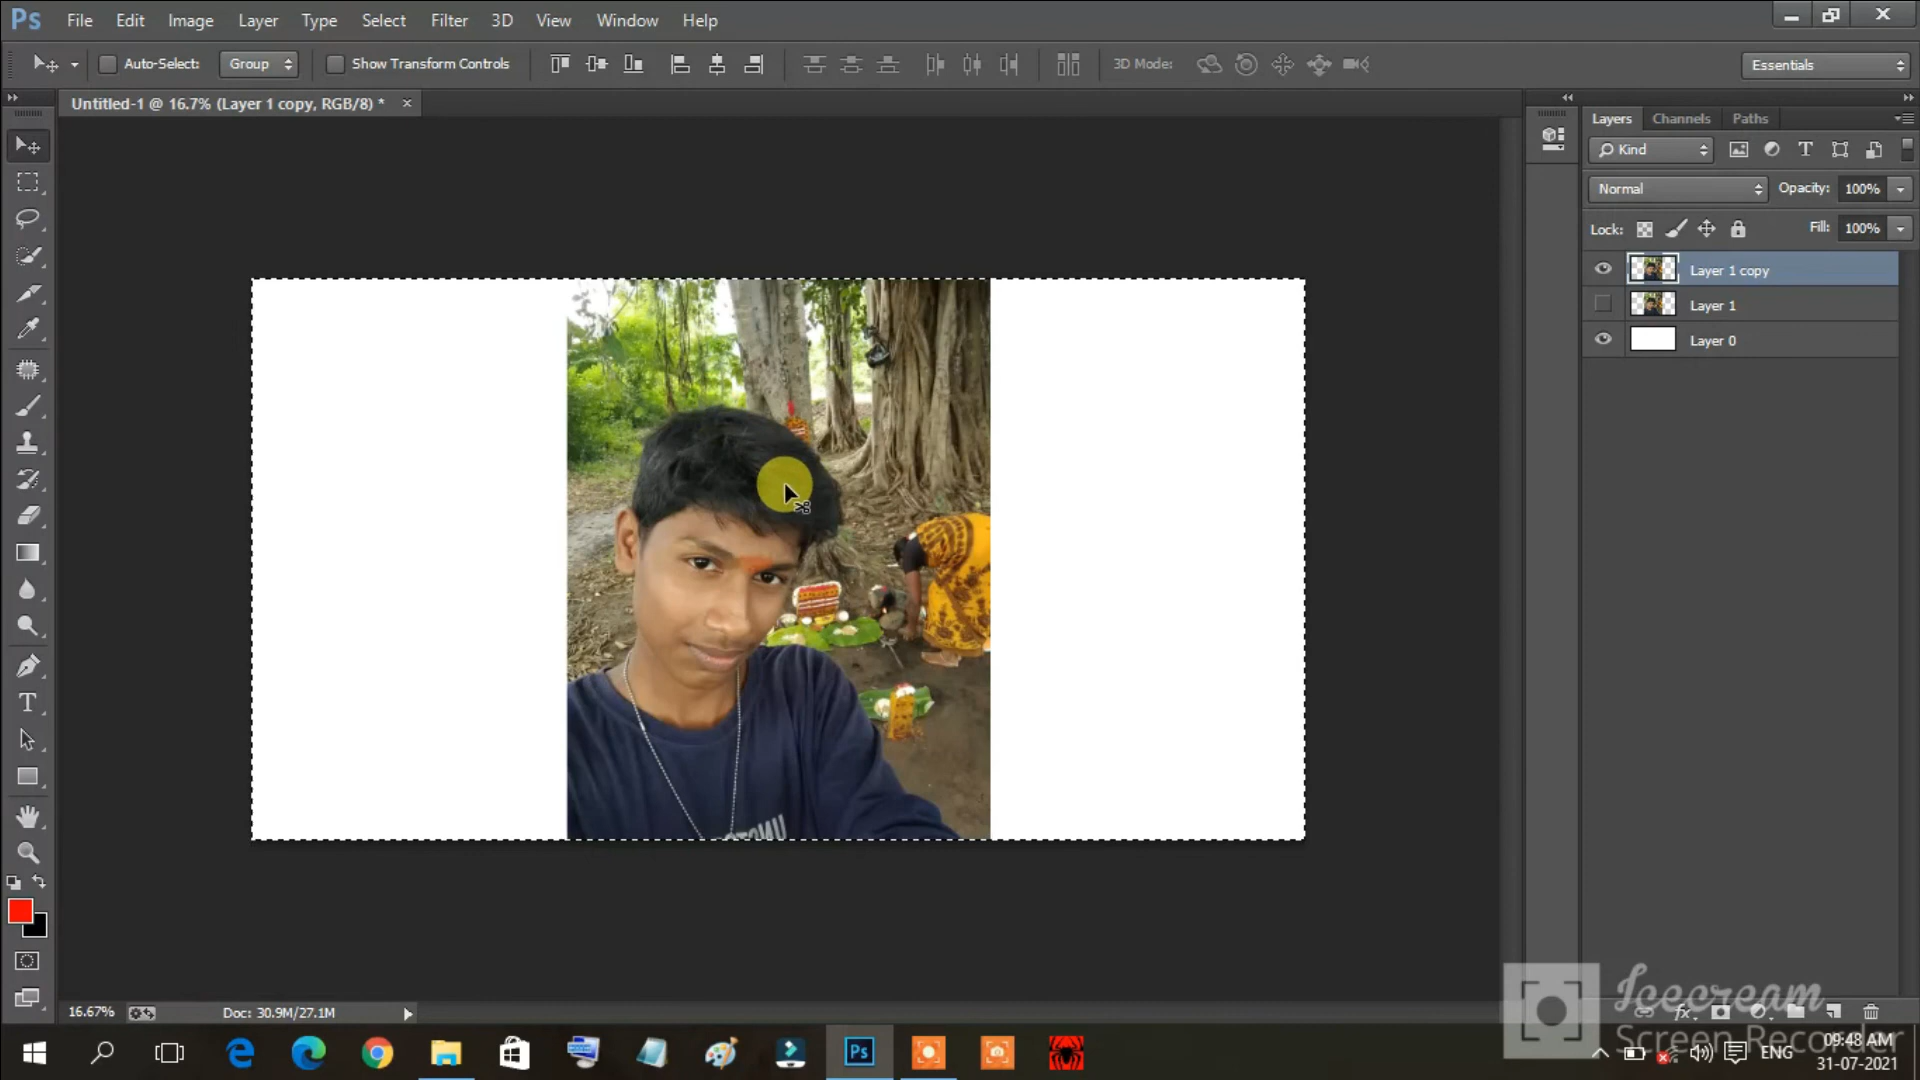 Ps File Edit Image Layer Type Select Filter 3D View Window Help
Auto-Select: Group Show Transform Controls 3D Mode: Essentials
Untitled-1 @ 16.7% (Layer 1 copy, RGB/8) * ×
Layers Channels Paths
Kind
Normal Opacity: 100%
Lock: Fill: 100%
Layer 1 copy
Layer 1
Layer 0
16.67% Doc: 30.9M/27.1M
Icecream
Screen Recorder
Ps
ENG
09:48 AM
31-07-2021